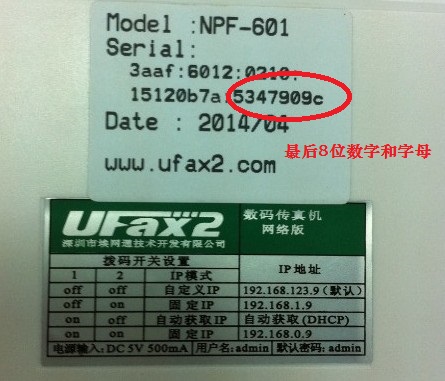 Model :NPF-601
Serial:
3aaf:6012:0210:
15120b7a:5347909c
Date : 2014/04
最后8位数字和字母
www.ufax2.com
UFax2 数码传真机
深圳市埃网通技术开发有限公司 网络版
拨码开关设置 IP地址
1 2 IP模式
off off 自定义IP 192.168.123.9(默认)
off on 固定IP 192.168.1.9
on off 自动获取IP 自动获取(DHCP)
on on 固定IP 192.168.0.9
电源输入:DC 5V 500mA 用户名:admin 默认密码:admin